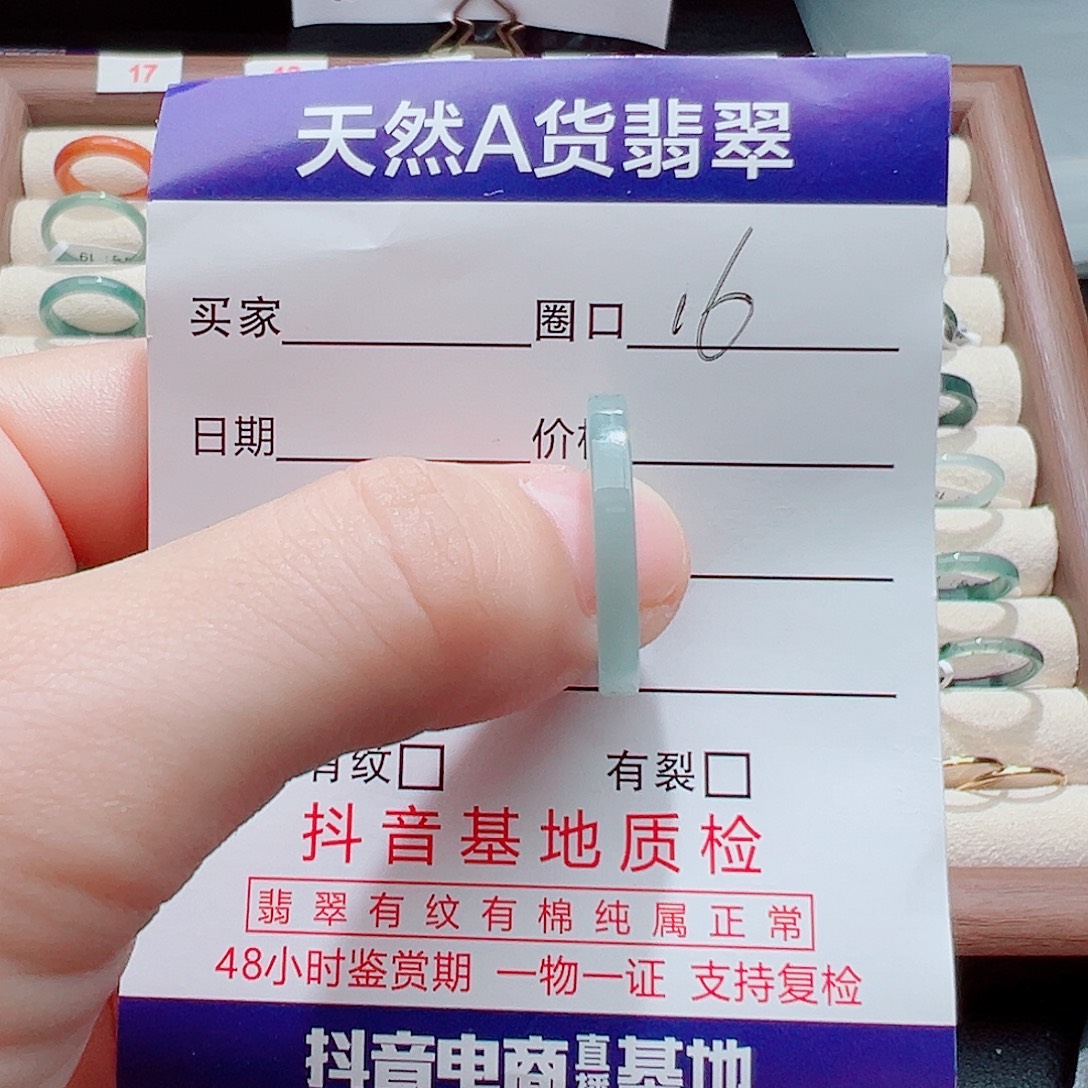 17
天然A货翡翠
买家 圈口 16
日期 价
有纹 有裂
抖音基地质检
翡翠有纹有棉纯属正常
48小时鉴赏期 一物一证 支持复检
抖音电商直播基地